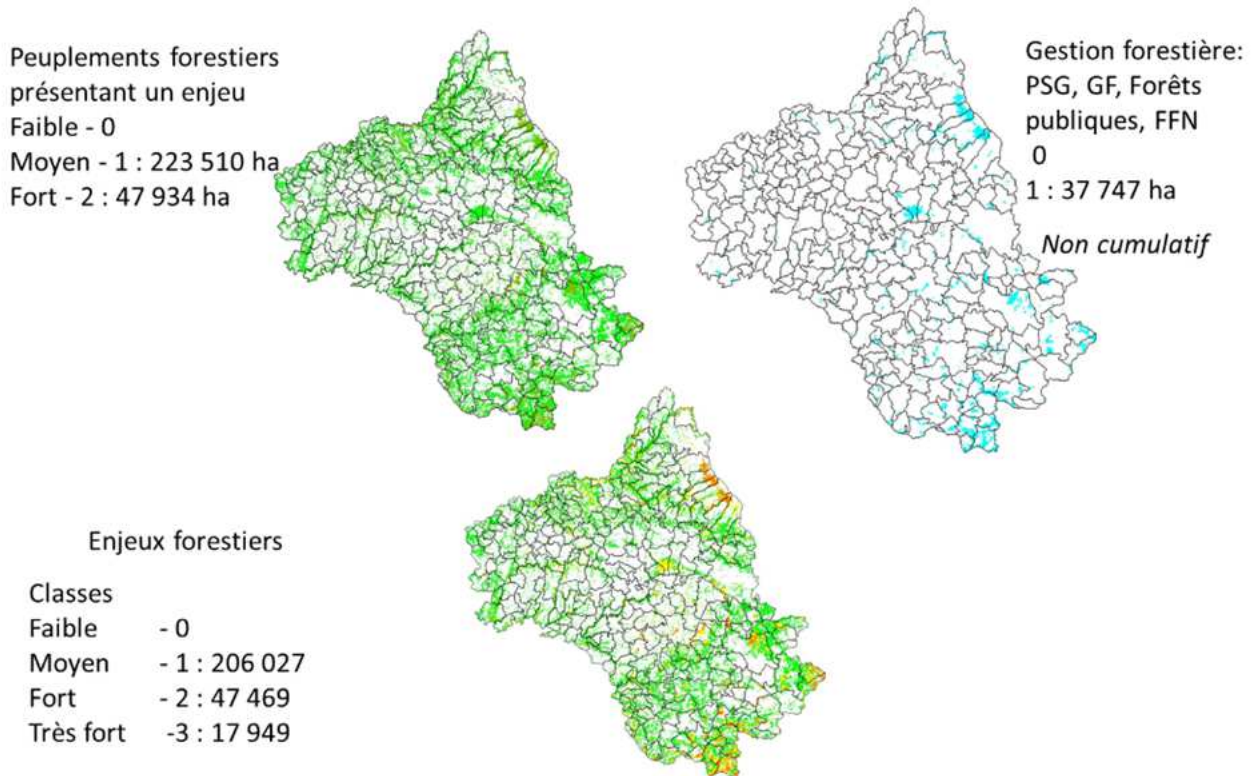 Peuplements forestiers
présentant un enjeu
Faible - 0
Moyen - 1 : 223 510 ha
Fort - 2 : 47 934 ha
Gestion forestière:
PSG, GF, Forêts
publiques, FFN
0
1 : 37 747 ha
Non cumulatif
Enjeux forestiers
Classes
Faible - 0
Moyen - 1 : 206 027
Fort - 2 : 47 469
Très fort -3 : 17 949